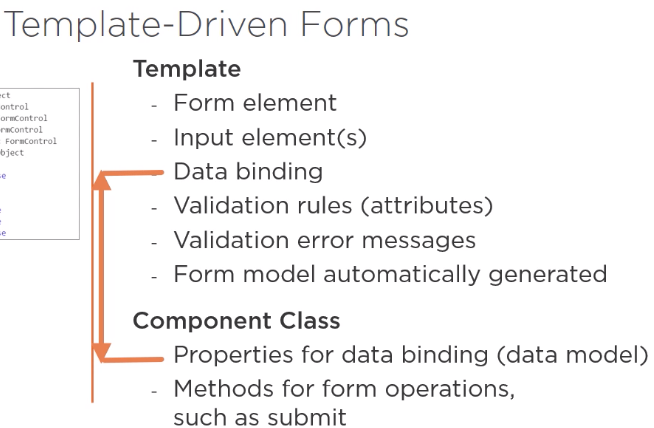 Template-Driven Forms
Template
- Form element
- Input element(s)
Data binding
- Validation rules (attributes)
- Validation error messages
- Form model automatically generated
Component Class
Properties for data binding (data model)
- Methods for form operations,
such as submit
ect
ontrol
ormControl
rmControl
FormControl
bject
se
e
e
se